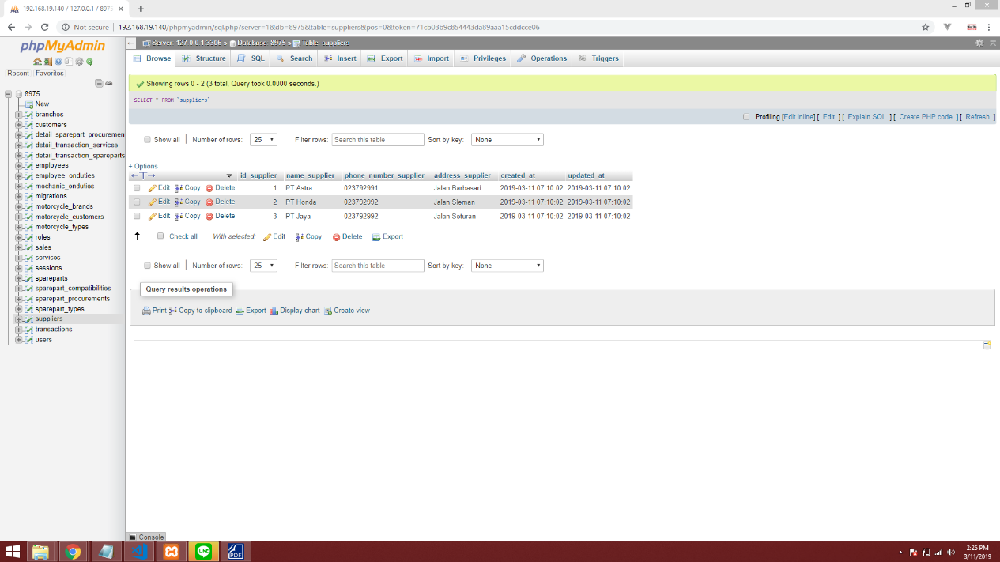 192.168.19.140 / 127.0.0.1 / 8975
Not secure 192.168.19.140/phpmyadmin/sql.php?server=1&db=8975&table=suppliers&pos=0&token=71cb03b9c854443da89aaa15cddcce06
phpMyAdmin
Recent Favorites
8975
New
branches
customers
detail_sparepart_procuremen
detail_transaction_services
detail_transaction_spareparts
employees
employee_onduties
mechanic_onduties
migrations
motorcycle_brands
motorcycle_customers
motorcycle_types
roles
sales
services
sessions
spareparts
sparepart_compatibilities
sparepart_procurements
sparepart_types
suppliers
transactions
users
Server: 127.0.0.1:3306 » Database: 8975 » Table: suppliers
Browse Structure SQL Search Insert Export Import Privileges Operations Triggers
Showing rows 0 - 2 (3 total, Query took 0.0000 seconds.)
SELECT * FROM `suppliers`
Profiling [Edit inline] [ Edit ] [ Explain SQL ] [ Create PHP code ] [ Refresh ]
Show all Number of rows: 25 Filter rows: Search this table Sort by key: None
+ Options
id_supplier name_supplier phone_number_supplier address_supplier created_at updated_at
Edit Copy Delete 1 PT Astra 023792991 Jalan Barbasari 2019-03-11 07:10:02 2019-03-11 07:10:02
Edit Copy Delete 2 PT Honda 023792992 Jalan Sleman 2019-03-11 07:10:02 2019-03-11 07:10:02
Edit Copy Delete 3 PT Jaya 023792992 Jalan Seturan 2019-03-11 07:10:02 2019-03-11 07:10:02
Check all With selected: Edit Copy Delete Export
Show all Number of rows: 25 Filter rows: Search this table Sort by key: None
Query results operations
Print Copy to clipboard Export Display chart Create view
Console
LINE
PDF
2:25 PM
3/11/2019